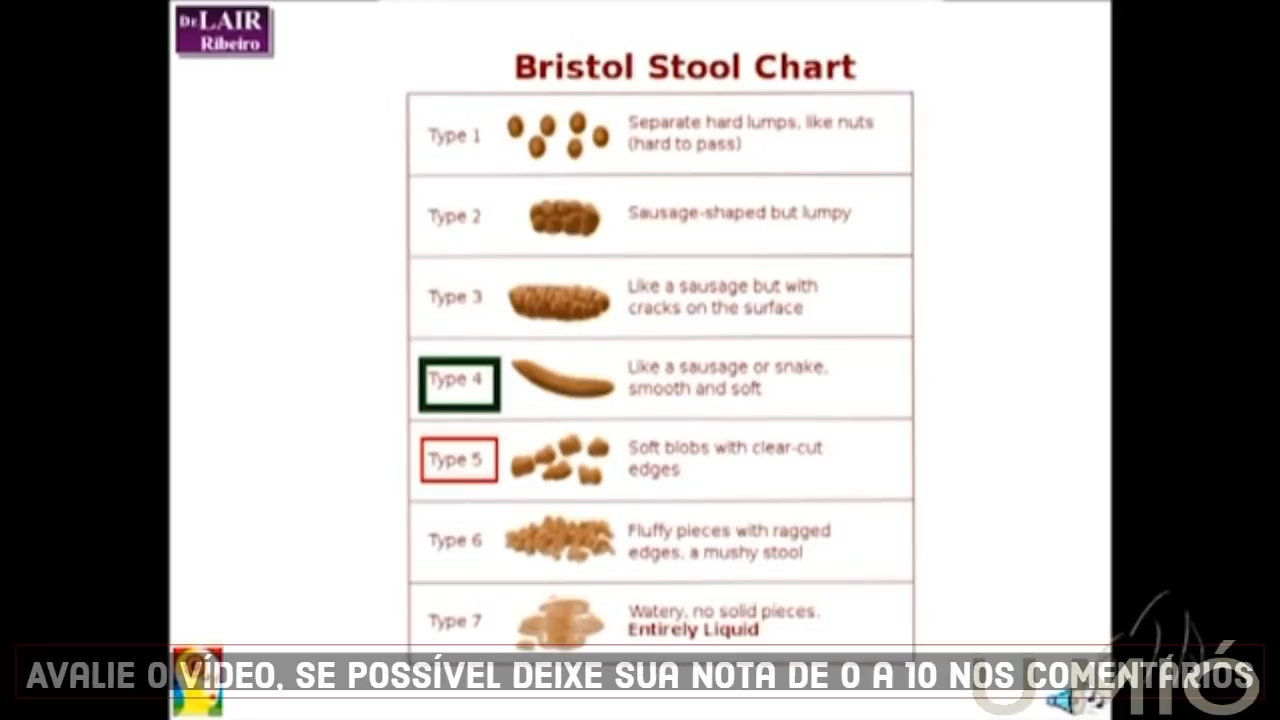 Dr LAIR
Ribeiro
Bristol Stool Chart
Type 1
Separate hard lumps, like nuts
(hard to pass)
Type 2
Sausage-shaped but lumpy
Type 3
Like a sausage but with
cracks on the surface
Type 4
Like a sausage or snake,
smooth and soft
Type 5
Soft blobs with clear-cut
edges
Type 6
Fluffy pieces with ragged
edges, a mushy stool
Type 7
Watery, no solid pieces.
Entirely Liquid
AVALIE O VÍDEO, SE POSSÍVEL DEIXE SUA NOTA DE 0 A 10 NOS COMENTÁRIOS